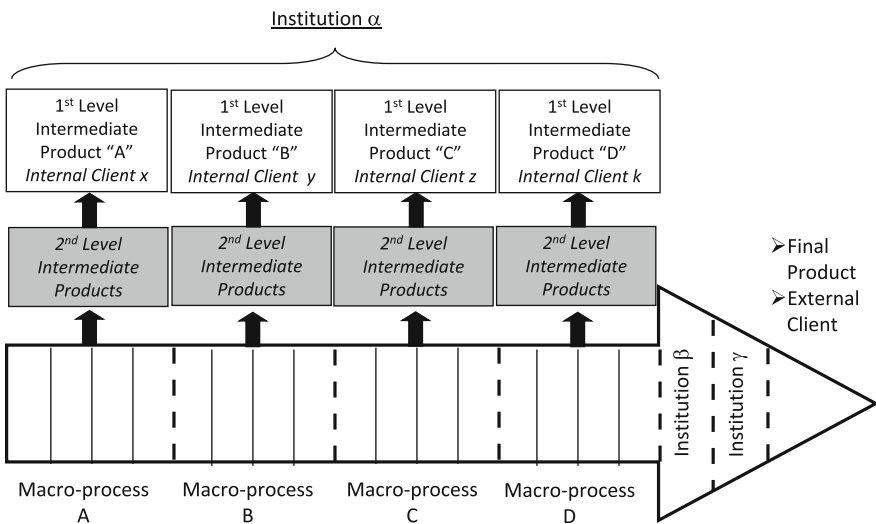 Institution α
1st Level
Intermediate
Product “A”
Internal Client x
1st Level
Intermediate
Product “B”
Internal Client y
1st Level
Intermediate
Product “C”
Internal Client z
1st Level
Intermediate
Product “D”
Internal Client k
2nd Level
Intermediate
Products
2nd Level
Intermediate
Products
2nd Level
Intermediate
Products
2nd Level
Intermediate
Products
➢Final
Product
➢External
Client
Institution β
Institution γ
Macro-process
A
Macro-process
B
Macro-process
C
Macro-process
D